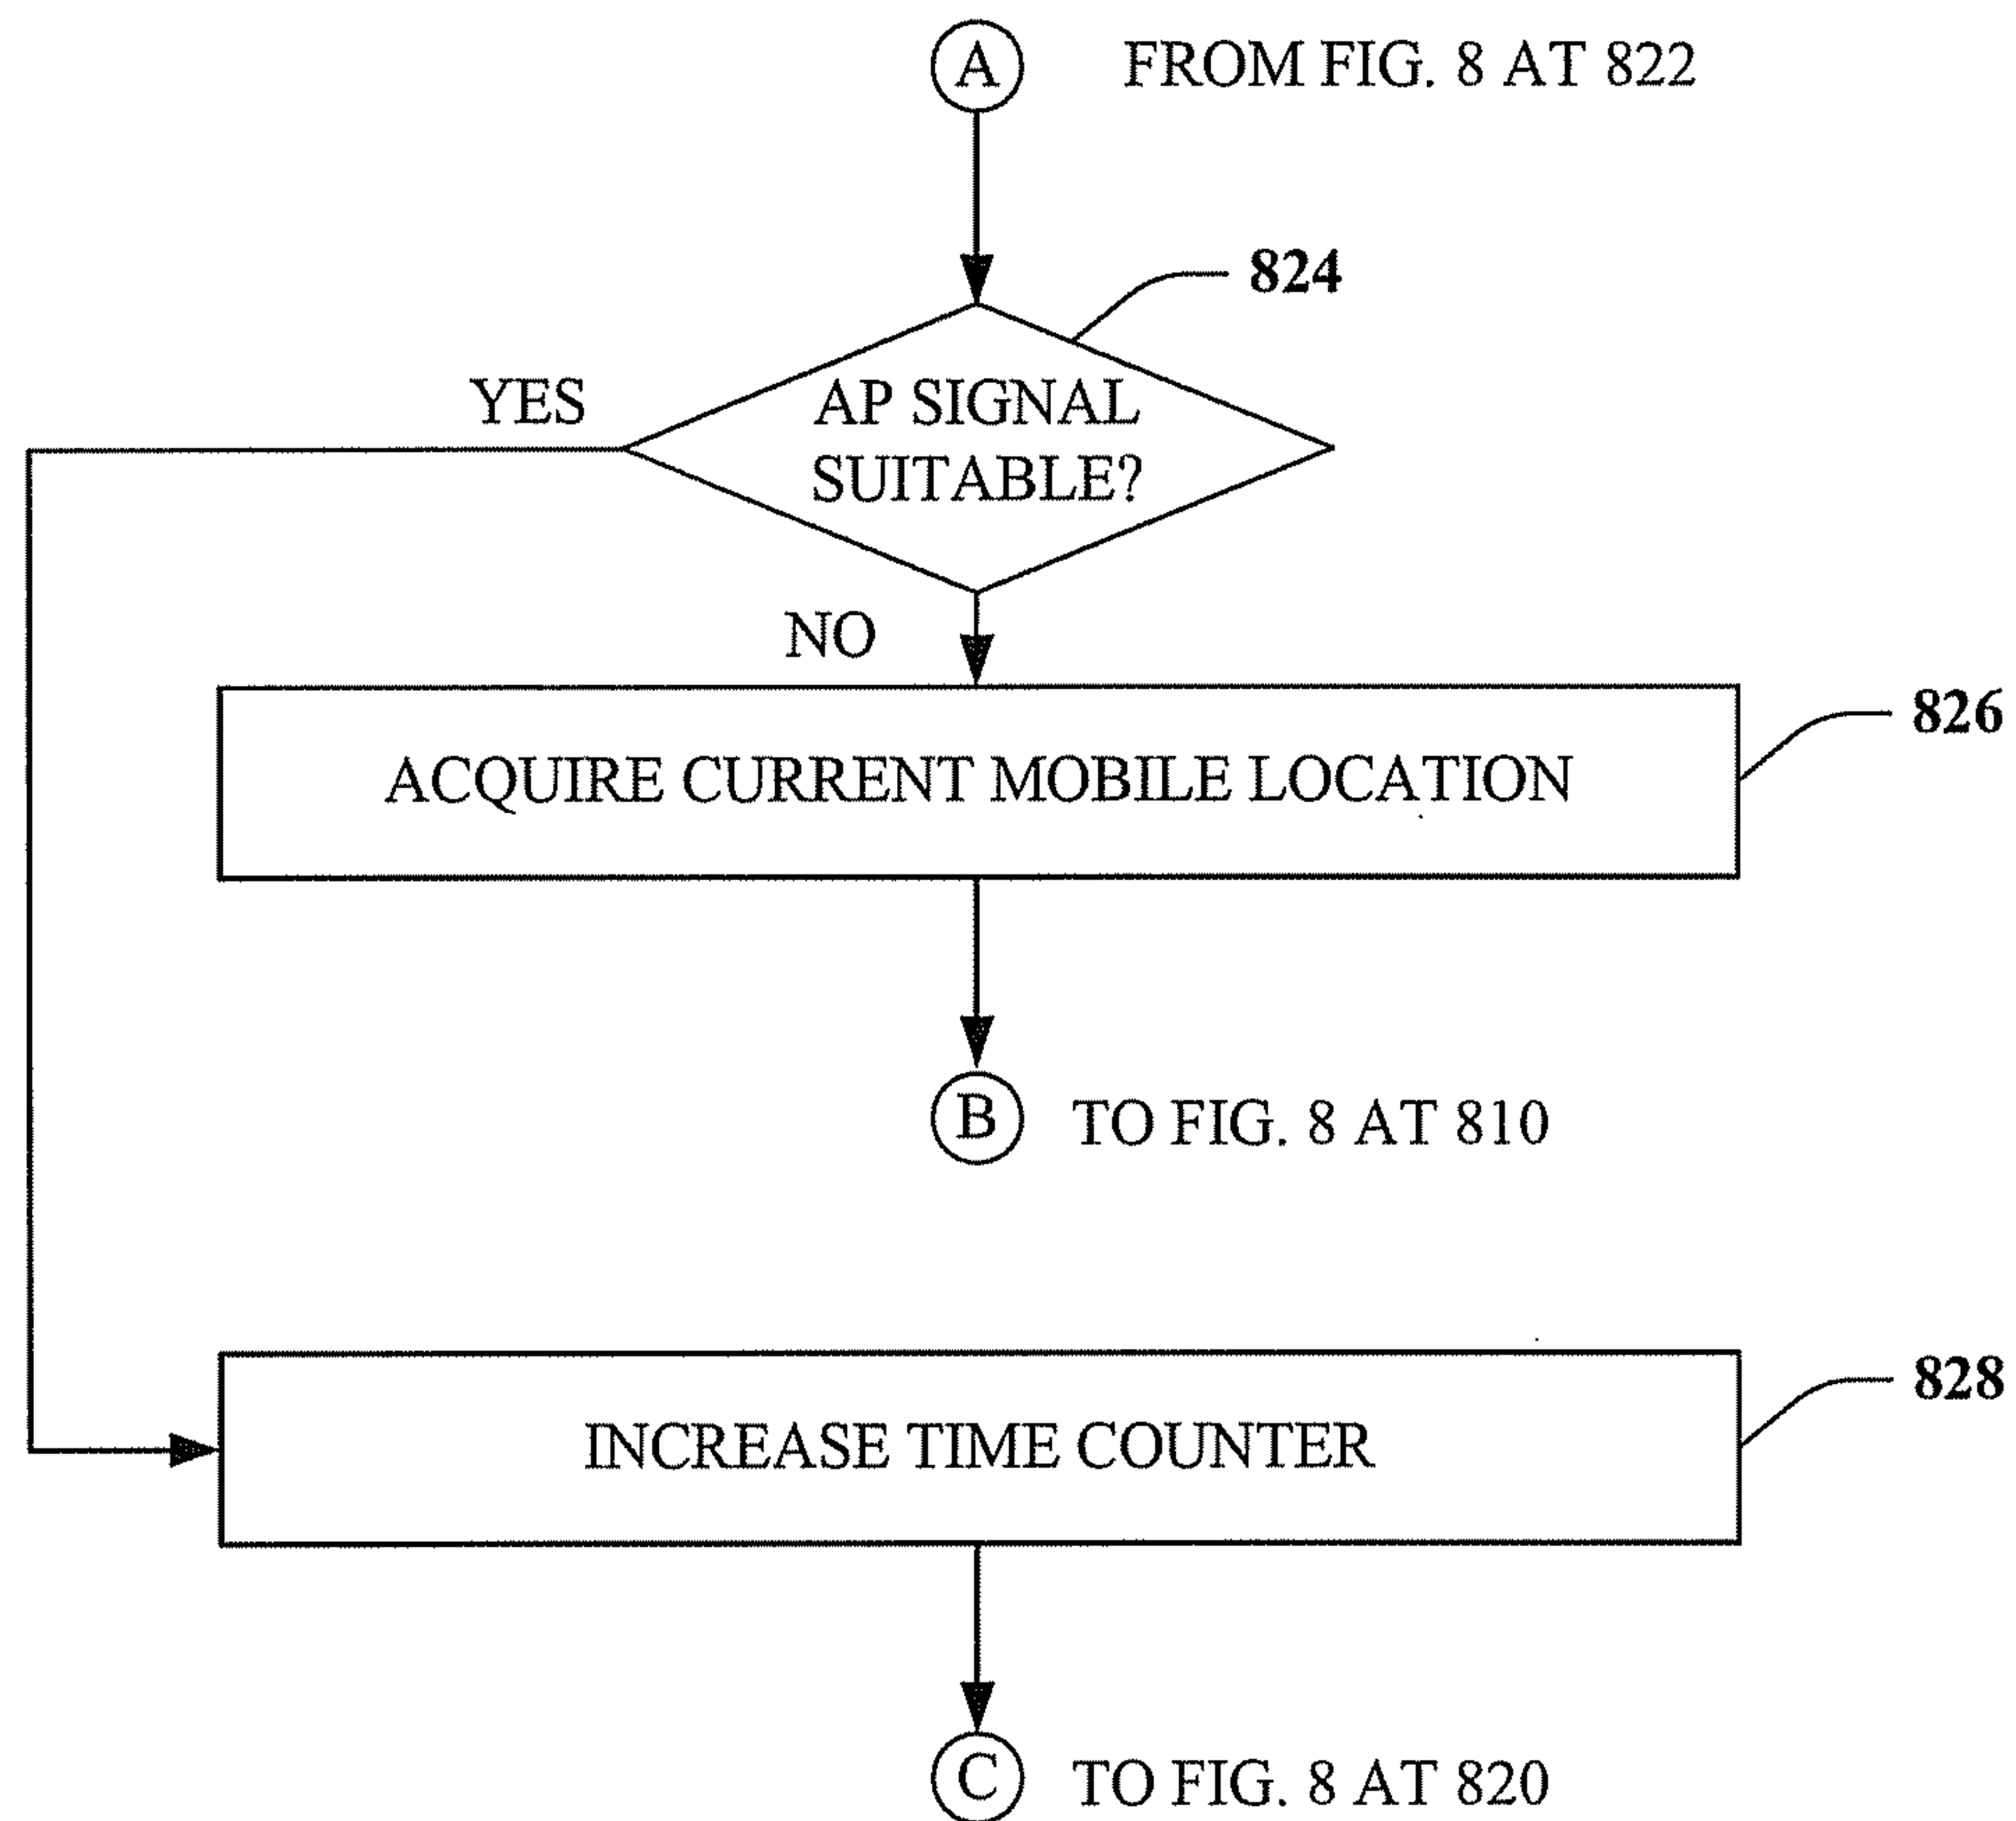 A FROM FIG. 8 AT 822
824
YES
AP SIGNAL
SUITABLE?
NO
826
ACQUIRE CURRENT MOBILE LOCATION
B TO FIG. 8 AT 810
828
INCREASE TIME COUNTER
C TO FIG. 8 AT 820